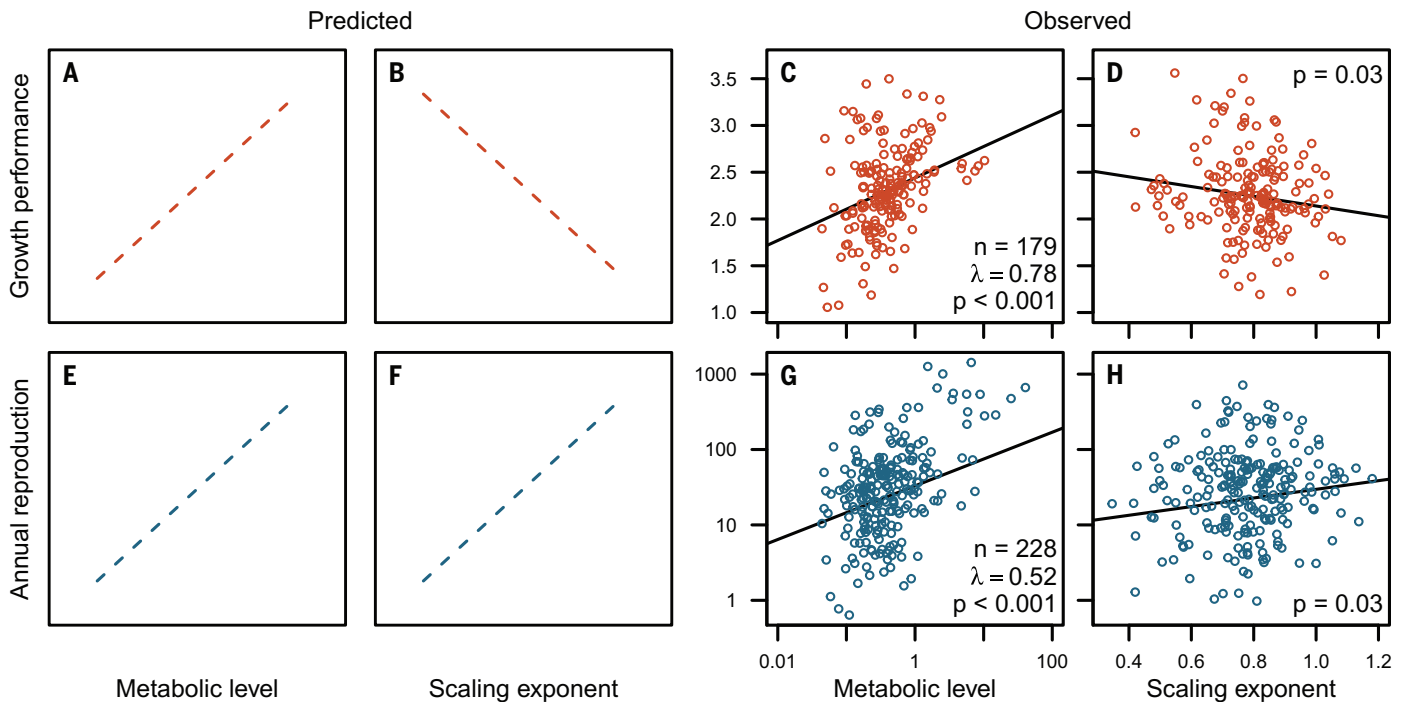 Predicted
Observed
Growth performance
A
B
C
D
p = 0.03
3.5
3.0
2.5
2.0
1.5
1.0
n = 179
λ = 0.78
p < 0.001
Annual reproduction
E
F
G
H
1000
100
10
1
n = 228
λ = 0.52
p < 0.001
p = 0.03
0.01
1
100
0.4
0.6
0.8
1.0
1.2
Metabolic level
Scaling exponent
Metabolic level
Scaling exponent